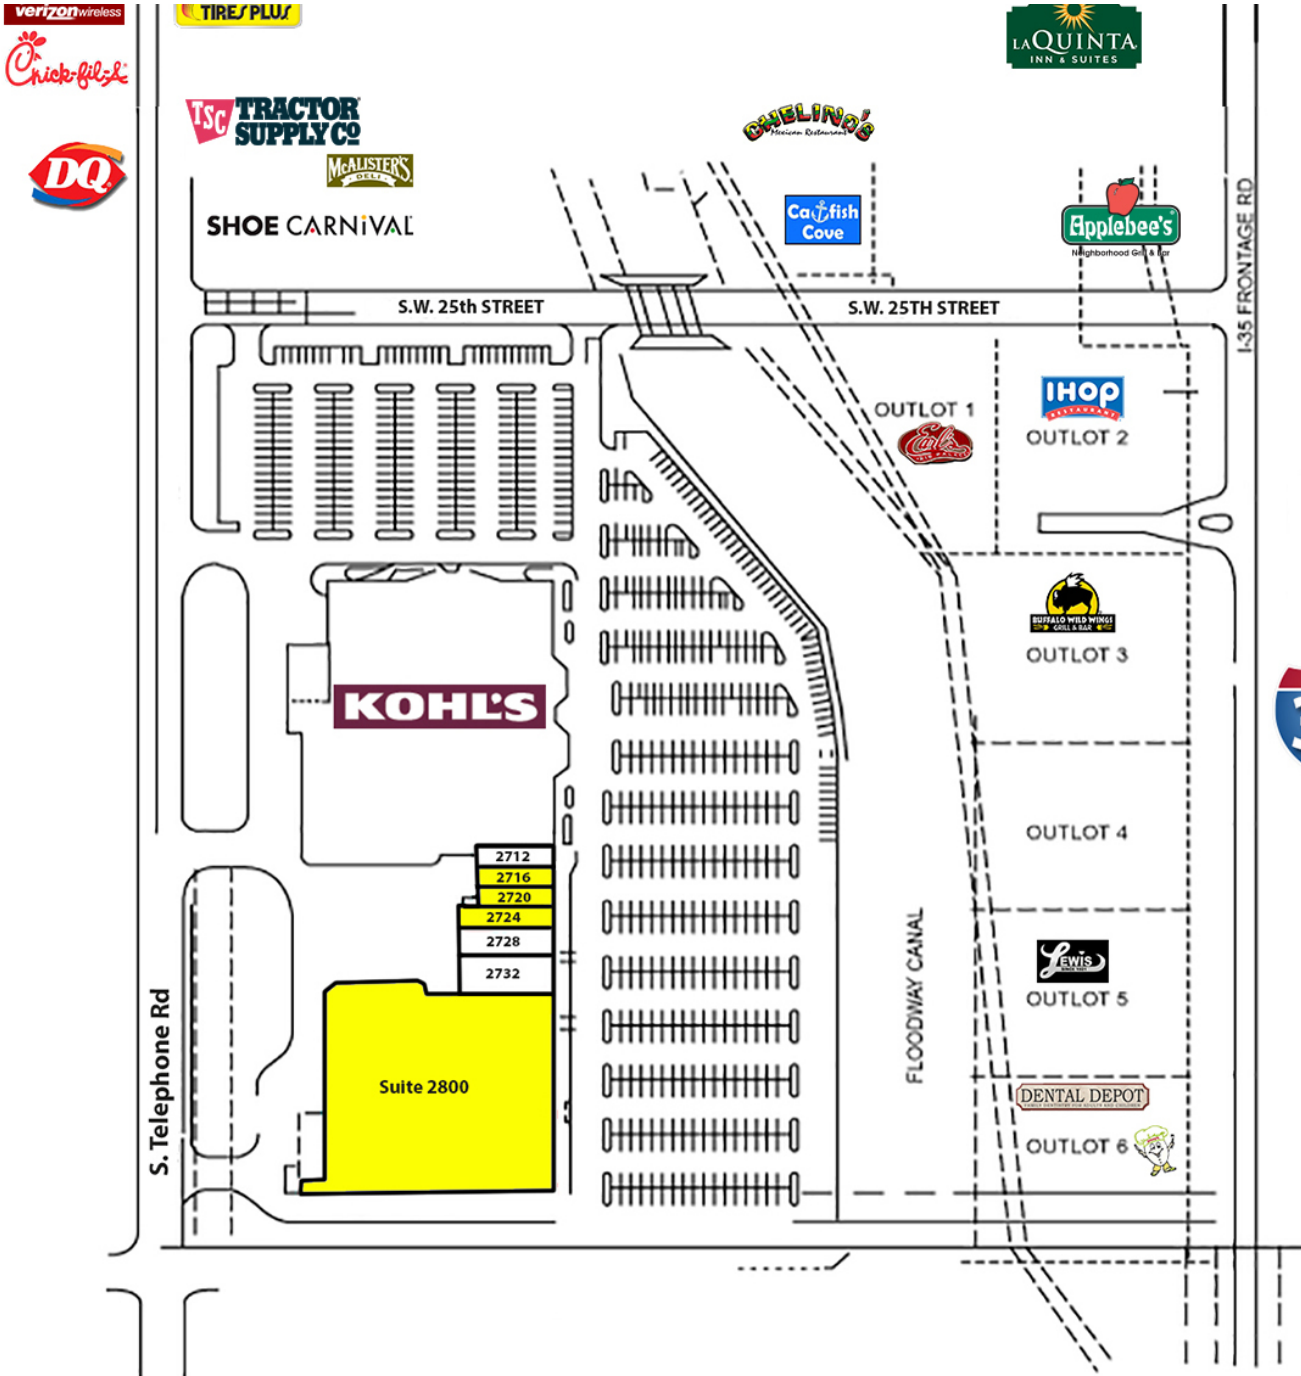 verizonwireless
TIRES PLUS
Chick-fil-A
LAQUINTA
INN & SUITES
TSC TRACTOR
SUPPLY CO
CHELINO'S
Mexican Restaurant
McALISTER'S
DELI
DQ
Catfish
Cove
Applebee's
Neighborhood Grill & Bar
SHOE CARNIVAL
I-35 FRONTAGE RD
S.W. 25th STREET
S.W. 25TH STREET
IHOP
RESTAURANT
OUTLOT 1
OUTLOT 2
Earl's
BUFFALO WILD WINGS
GRILL & BAR
OUTLOT 3
KOHL'S
OUTLOT 4
2712
2716
2720
2724
2728
2732
FLOODWAY CANAL
LEWIS
OUTLOT 5
S. Telephone Rd
Suite 2800
DENTAL DEPOT
OUTLOT 6